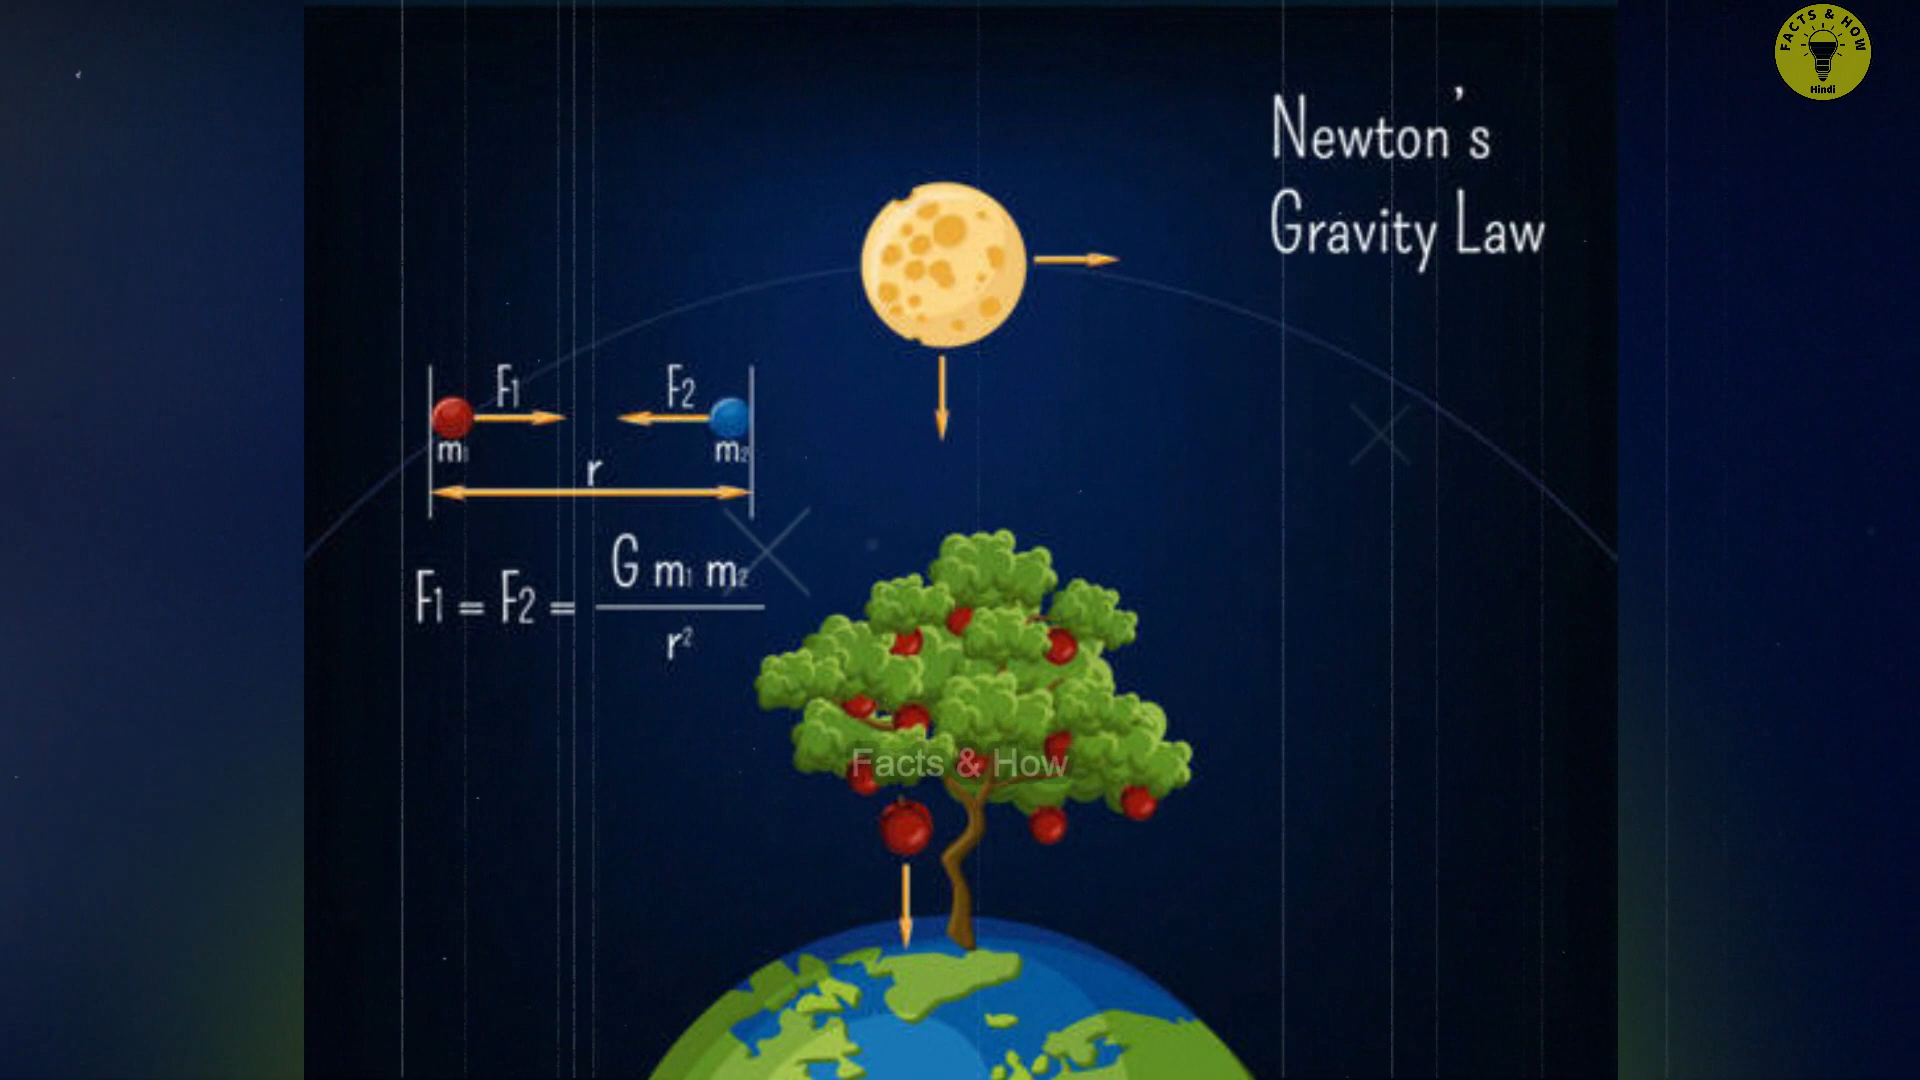 FACTS & HOW
Hindi
Newton's
Gravity Law
F1 F2
m1 m2
r
F1 = F2 = G m1 m2
r²
Facts & How